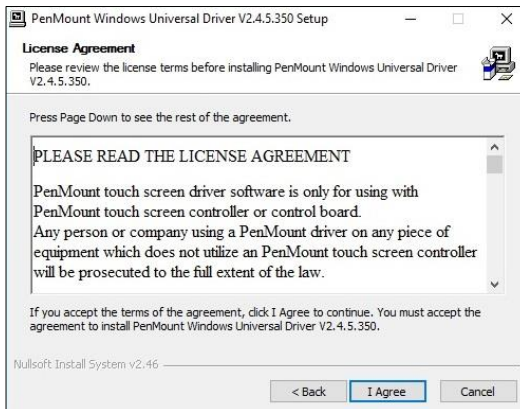 PenMount Windows Universal Driver V2.4.5.350 Setup
License Agreement
Please review the license terms before installing PenMount Windows Universal Driver
V2.4.5.350.
Press Page Down to see the rest of the agreement.
PLEASE READ THE LICENSE AGREEMENT
PenMount touch screen driver software is only for using with
PenMount touch screen controller or control board.
Any person or company using a PenMount driver on any piece of
equipment which does not utilize an PenMount touch screen controller
will be prosecuted to the full extent of the law.
If you accept the terms of the agreement, click I Agree to continue. You must accept the
agreement to install PenMount Windows Universal Driver V2.4.5.350.
Nullsoft Install System v2.46
< Back I Agree Cancel